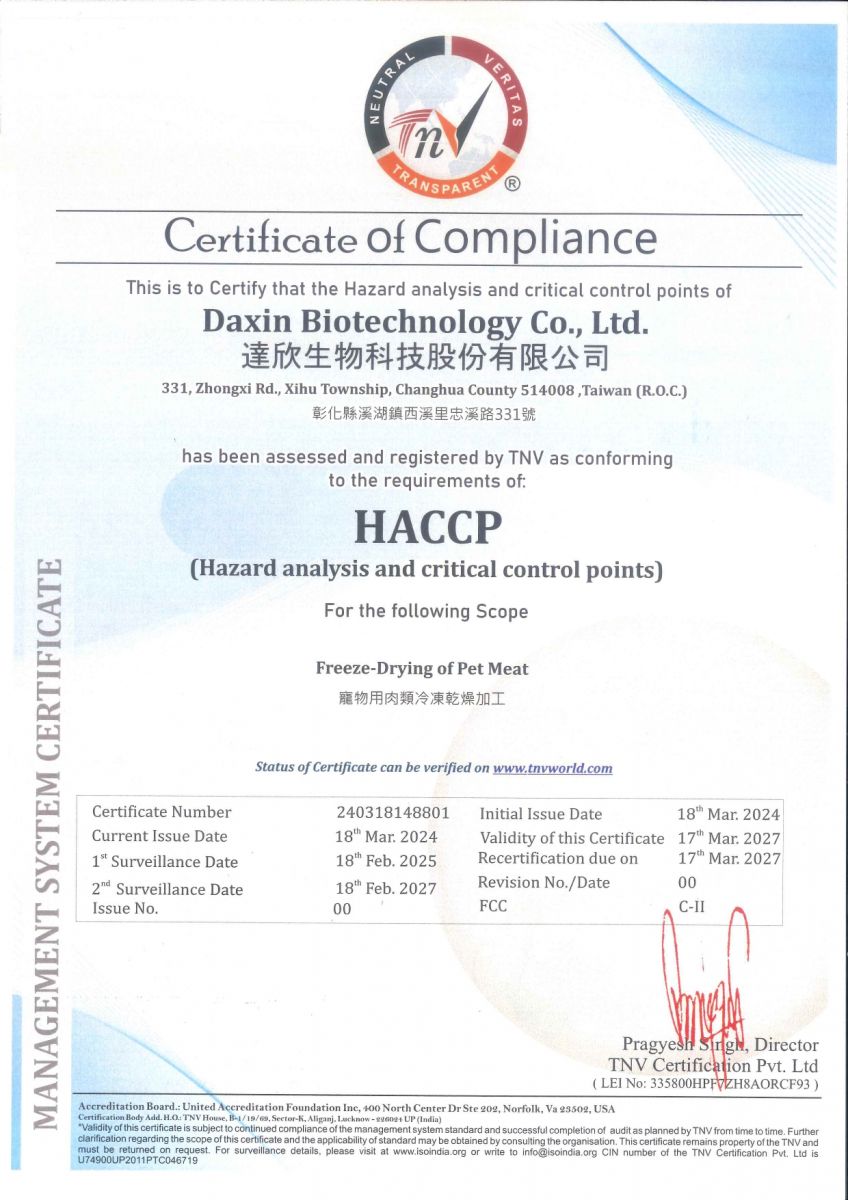 NEUTRAL
VERITAS
TnV
TRANSPARENT
®
Certificate of Compliance
This is to Certify that the Hazard analysis and critical control points of
Daxin Biotechnology Co., Ltd.
達欣生物科技股份有限公司
331, Zhongxi Rd., Xihu Township, Changhua County 514008 ,Taiwan (R.O.C.)
彰化縣溪湖鎮西溪里忠溪路331號
has been assessed and registered by TNV as conforming
to the requirements of:
HACCP
(Hazard analysis and critical control points)
For the following Scope
Freeze-Drying of Pet Meat
寵物用肉類冷凍乾燥加工
Status of Certificate can be verified on www.tnvworld.com
Certificate Number 240318148801 Initial Issue Date 18th Mar. 2024
Current Issue Date 18th Mar. 2024 Validity of this Certificate 17th Mar. 2027
1st Surveillance Date 18th Feb. 2025 Recertification due on 17th Mar. 2027
2nd Surveillance Date 18th Feb. 2027 Revision No./Date 00
Issue No. 00 FCC C-II
MANAGEMENT SYSTEM CERTIFICATE
Pragyesh Singh, Director
TNV Certification Pvt. Ltd
( LEI No: 335800HPF7ZH8AORCF93 )
Accreditation Board.: United Accreditation Foundation Inc, 400 North Center Dr Ste 202, Norfolk, Va 23502, USA
Certification Body Add. H.O.: TNV House, B-1/19/69, Sector-K, Aliganj, Lucknow - 226024 UP (India)
*Validity of this certificate is subject to continued compliance of the management system standard and successful completion of audit as planned by TNV from time to time. Further
clarification regarding the scope of this certificate and the applicability of standard may be obtained by consulting the organisation. This certificate remains property of the TNV and
must be returned on request. For surveillance details, please visit at www.isoindia.org or write to info@isoindia.org CIN number of the TNV Certification Pvt. Ltd is
U74900UP2011PTC046719